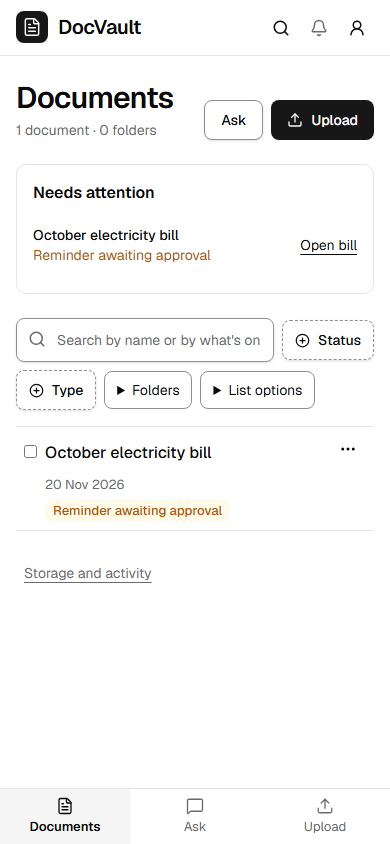 DocVault
Documents
1 document · 0 folders
Ask
Upload
Needs attention
October electricity bill
Reminder awaiting approval
Open bill
Search by name or by what's on
Status
Type
Folders
List options
October electricity bill
20 Nov 2026
Reminder awaiting approval
Storage and activity
Documents
Ask
Upload